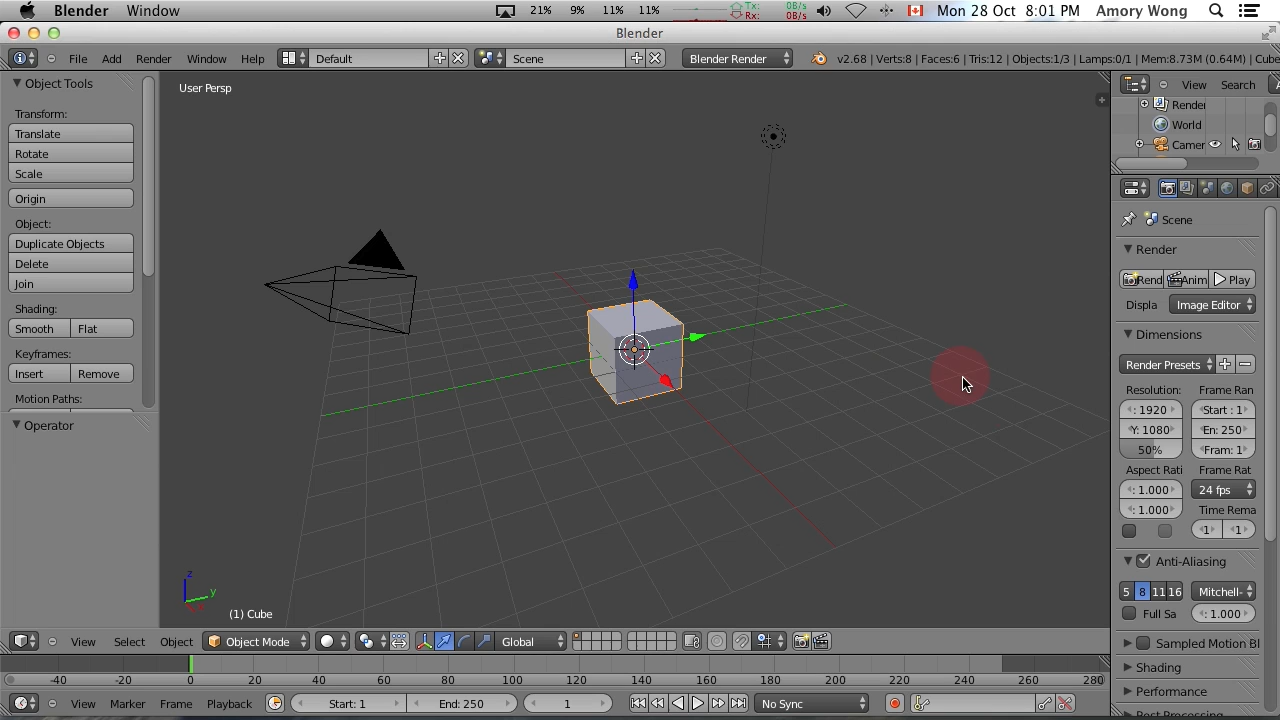 Blender Window 21% 9% 11% 11% Tx: 0B/s Rx: 0B/s Mon 28 Oct 8:01 PM Amory Wong
Blender
File Add Render Window Help Default Scene Blender Render v2.68 | Verts:8 | Faces:6 | Tris:12 | Objects:1/3 | Lamps:0/1 | Mem:8.73M (0.64M) | Cube
Object Tools
Transform:
Translate
Rotate
Scale
Origin
Object:
Duplicate Objects
Delete
Join
Shading:
Smooth Flat
Keyframes:
Insert Remove
Motion Paths:
Operator
User Persp
z
y
(1) Cube
View Search
Render
World
Camer
Scene
Render
Rend Anim Play
Displa Image Editor
Dimensions
Render Presets
Resolution: Frame Ran
: 1920 Start : 1
Y: 1080 En: 250
50% Fram: 1
Aspect Rati Frame Rat
: 1.000 24 fps
: 1.000 Time Rema
1 1
Anti-Aliasing
5 8 11 16 Mitchell-
Full Sa : 1.000
Sampled Motion Bl
Shading
Performance
Post Processing
View Select Object Object Mode Global
-40 -20 0 20 40 60 80 100 120 140 160 180 200 220 240 260 280
View Marker Frame Playback Start: 1 End: 250 1 No Sync